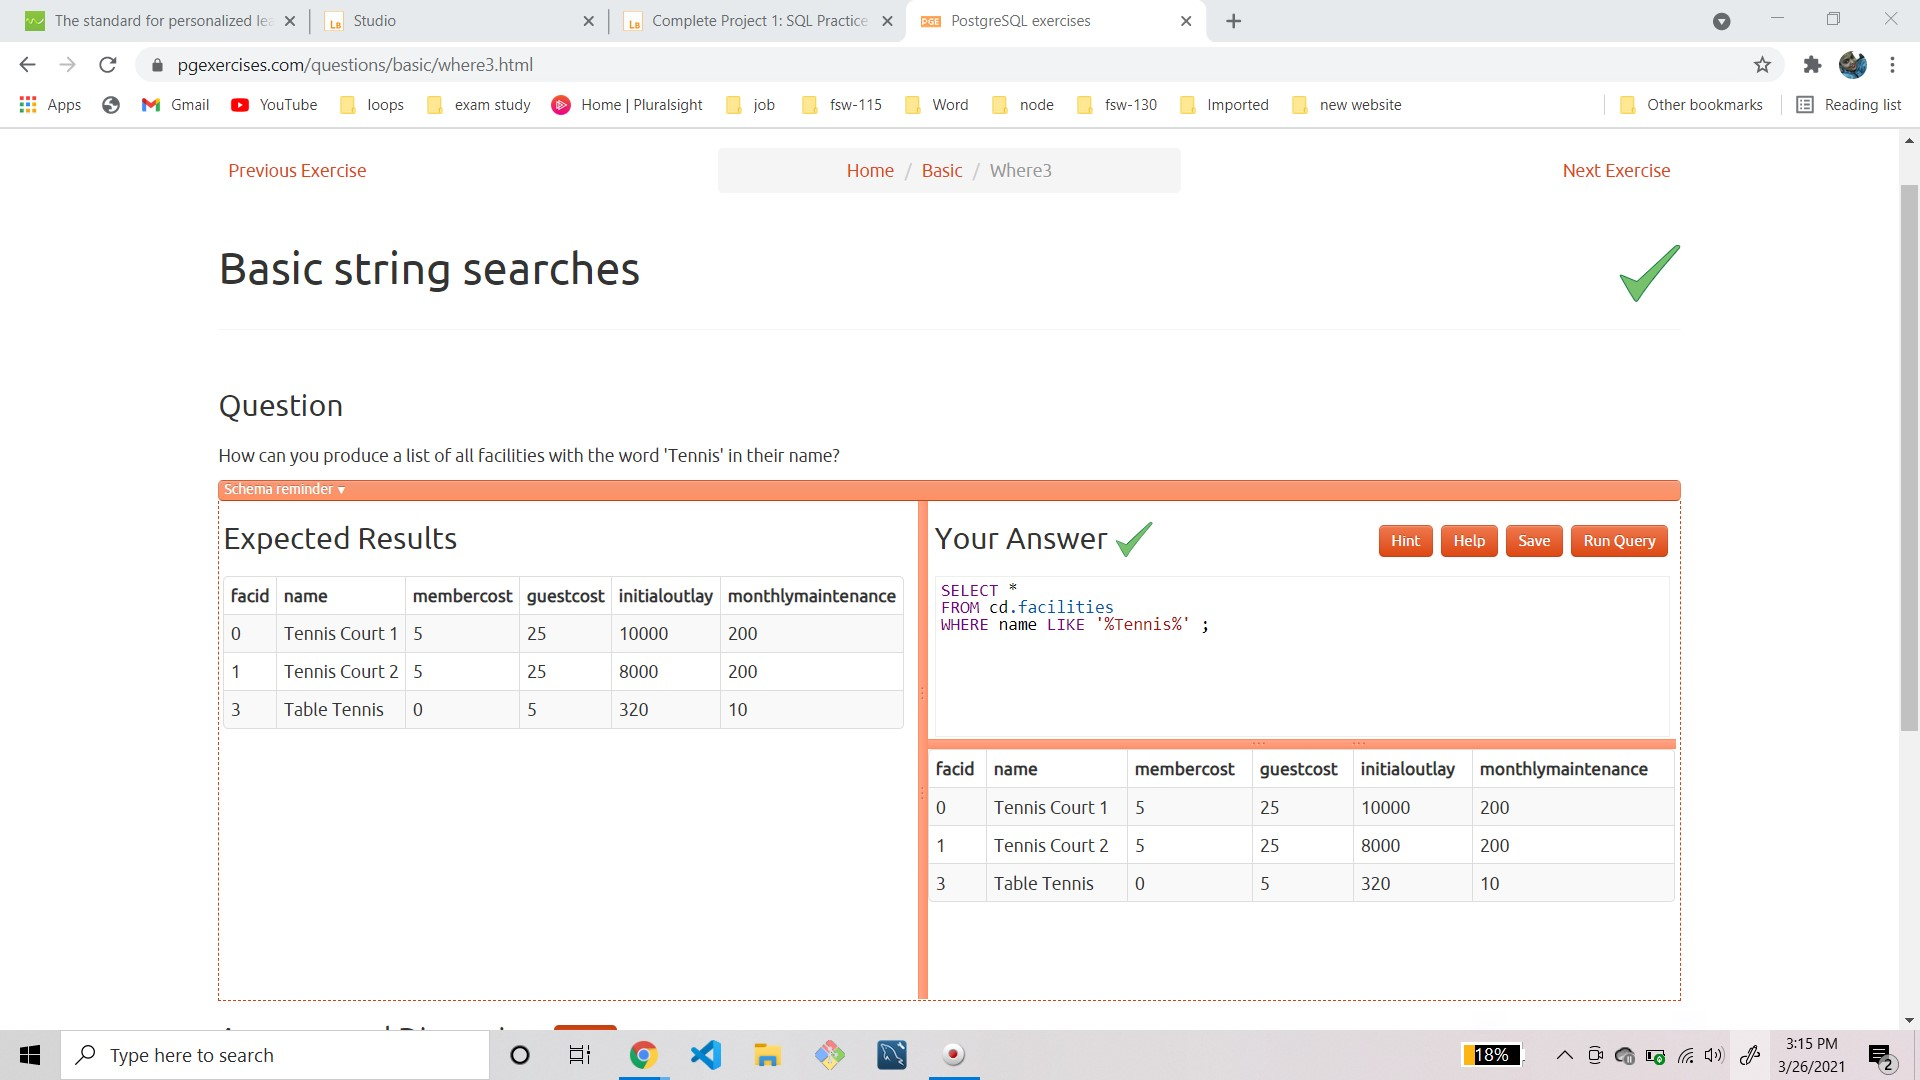 The standard for personalized lea
Studio
Complete Project 1: SQL Practice
PGE PostgreSQL exercises
pgexercises.com/questions/basic/where3.html
Apps Gmail YouTube loops exam study Home | Pluralsight job fsw-115 Word node fsw-130 Imported new website Other bookmarks Reading list
Previous Exercise
Home / Basic / Where3
Next Exercise
Basic string searches
Question
How can you produce a list of all facilities with the word 'Tennis' in their name?
Schema reminder ▾
Expected Results
facid name membercost guestcost initialoutlay monthlymaintenance
0 Tennis Court 1 5 25 10000 200
1 Tennis Court 2 5 25 8000 200
3 Table Tennis 0 5 320 10
Your Answer
Hint Help Save Run Query
SELECT *
FROM cd.facilities
WHERE name LIKE '%Tennis%' ;
facid name membercost guestcost initialoutlay monthlymaintenance
0 Tennis Court 1 5 25 10000 200
1 Tennis Court 2 5 25 8000 200
3 Table Tennis 0 5 320 10
Type here to search
18%
3:15 PM
3/26/2021
2